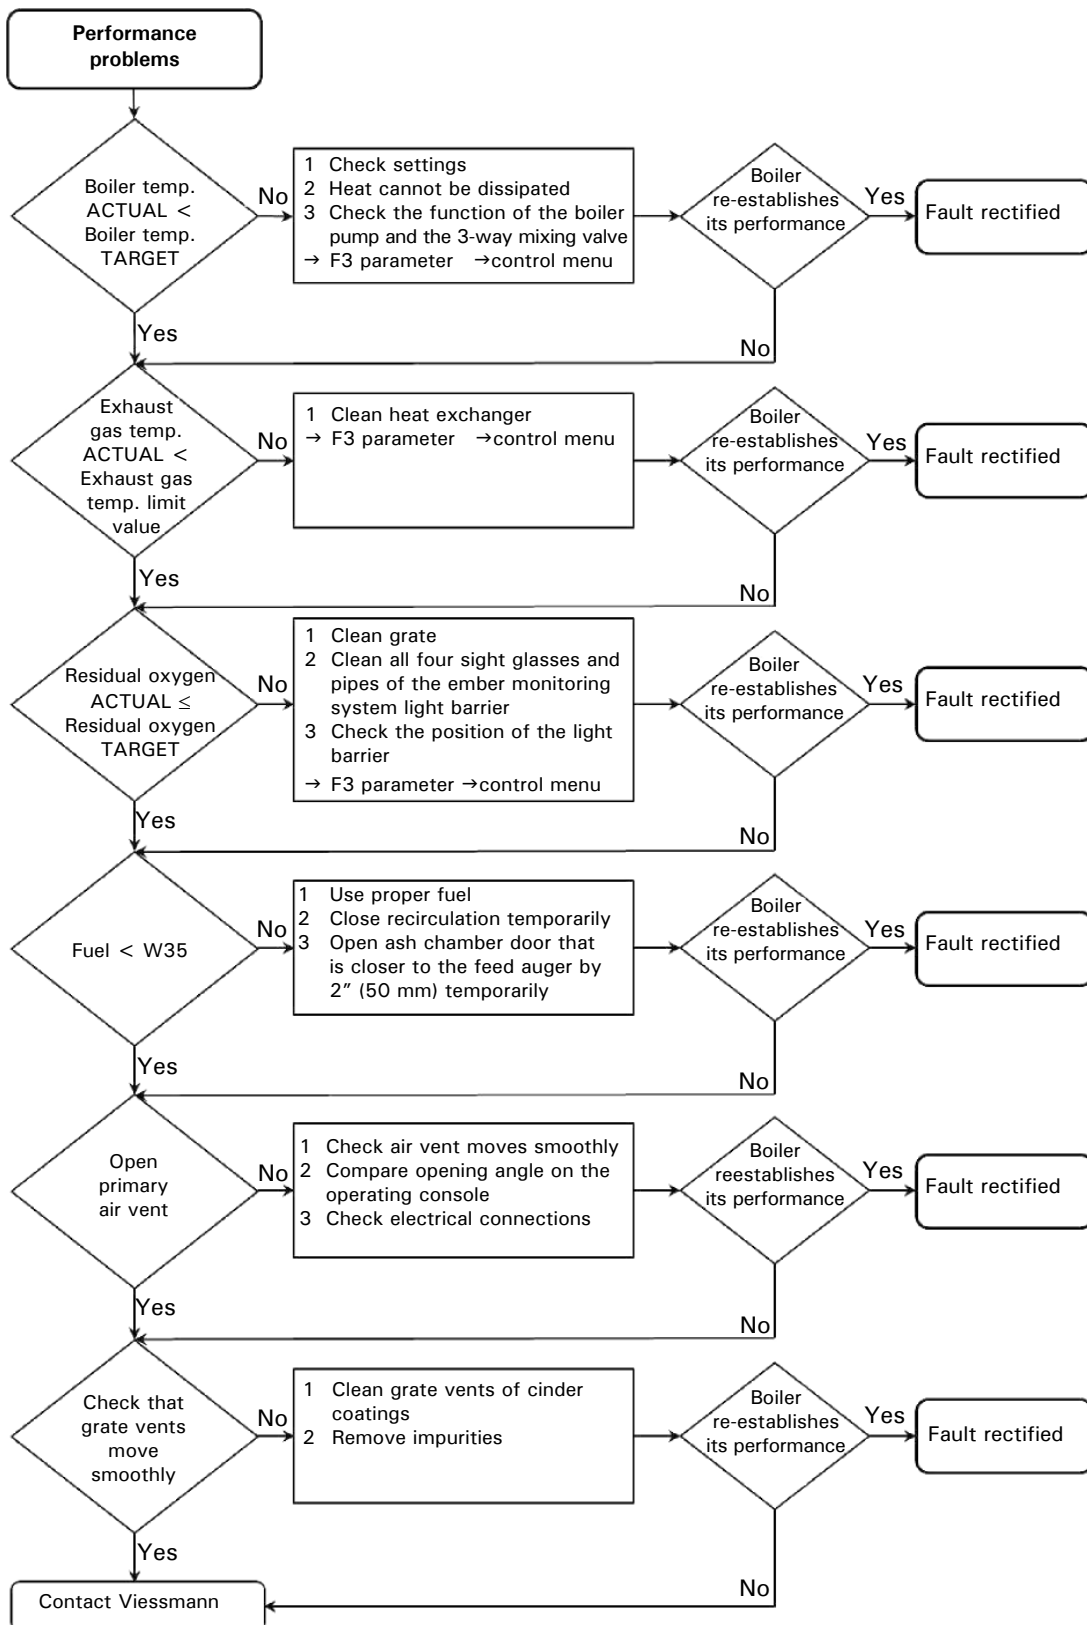 Performance
problems
Boiler temp.
ACTUAL <
Boiler temp.
TARGET
No
1 Check settings
2 Heat cannot be dissipated
3 Check the function of the boiler
pump and the 3-way mixing valve
→ F3 parameter →control menu
Boiler
re-establishes
its performance
Yes
Fault rectified
Yes
No
Exhaust
gas temp.
ACTUAL <
Exhaust gas
temp. limit
value
No
1 Clean heat exchanger
→ F3 parameter →control menu
Boiler
re-establishes
its performance
Yes
Fault rectified
Yes
No
Residual oxygen
ACTUAL ≤
Residual oxygen
TARGET
No
1 Clean grate
2 Clean all four sight glasses and
pipes of the ember monitoring
system light barrier
3 Check the position of the light
barrier
→ F3 parameter →control menu
Boiler
re-establishes
its performance
Yes
Fault rectified
Yes
No
Fuel < W35
No
1 Use proper fuel
2 Close recirculation temporarily
3 Open ash chamber door that
is closer to the feed auger by
2” (50 mm) temporarily
Boiler
re-establishes
its performance
Yes
Fault rectified
Yes
No
Open
primary
air vent
No
1 Check air vent moves smoothly
2 Compare opening angle on the
operating console
3 Check electrical connections
Boiler
reestablishes
its performance
Yes
Fault rectified
Yes
No
Check that
grate vents
move
smoothly
No
1 Clean grate vents of cinder
coatings
2 Remove impurities
Boiler
re-establishes
its performance
Yes
Fault rectified
Yes
No
Contact Viessmann